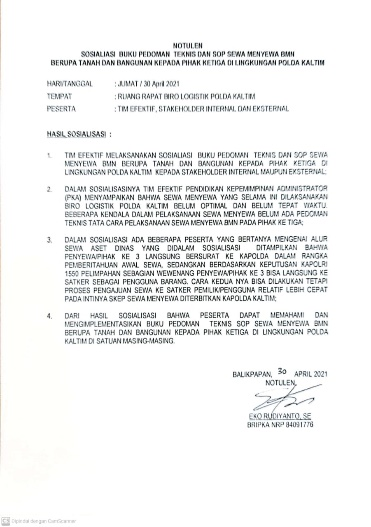 NOTULEN
SOSIALIASI BUKU PEDOMAN TEKNIS DAN SOP SEWA MENYEWA BMN
BERUPA TANAH DAN BANGUNAN KEPADA PIHAK KETIGA DI LINGKUNGAN POLDA KALTIM
HARI/TANGGAL : JUMAT / 30 April 2021
TEMPAT : RUANG RAPAT BIRO LOGISTIK POLDA KALTIM
PESERTA : TIM EFEKTIF, STAKEHOLDER INTERNAL DAN EKSTERNAL
HASIL SOSIALISASI :
1. TIM EFEKTIF MELAKSANAKAN SOSIALIASI BUKU PEDOMAN TEKNIS DAN SOP SEWA
MENYEWA BMN BERUPA TANAH DAN BANGUNAN KEPADA PIHAK KETIGA DI
LINGKUNGAN POLDA KALTIM KEPADA STAKEHOLDER INTERNAL MAUPUN EKSTERNAL;
2. DALAM SOSIALISASINYA TIM EFEKTIF PENDIDIKAN KEPEMIMPINAN ADMINISTRATOR
(PKA) MENYAMPAIKAN BAHWA SEWA MENYEWA YANG SELAMA INI DILAKSANAKAN
BIRO LOGISTIK POLDA KALTIM BELUM OPTIMAL DAN BELUM TEPAT WAKTU.
BEBERAPA KENDALA DALAM PELAKSANAAN SEWA MENYEWA BELUM ADA PEDOMAN
TEKNIS TATA CARA PELAKSANAAN SEWA MENYEWA BMN PADA PIHAK KE TIGA;
3. DALAM SOSIALISASI ADA BEBERAPA PESERTA YANG BERTANYA MENGENAI ALUR
SEWA ASET DINAS YANG DIDALAM SOSIALISASI DITAMPILKAN BAHWA
PENYEWA/PIHAK KE 3 LANGSUNG BERSURAT KE KAPOLDA DALAM RANGKA
PEMBERITAHUAN AWAL SEWA, SEDANGKAN BERDASARKAN KEPUTUSAN KAPOLRI
1550 PELIMPAHAN SEBAGIAN WEWENANG PENYEWA/PIHAK KE 3 BISA LANGSUNG KE
SATKER SEBAGAI PENGGUNA BARANG. CARA KEDUA NYA BISA DILAKUKAN TETAPI
PROSES PENGAJUAN SEWA KE SATKER PEMILIK/PENGGUNA RELATIF LEBIH CEPAT
PADA INTINYA SKEP SEWA MENYEWA DITERBITKAN KAPOLDA KALTIM;
4. DARI HASIL SOSIALISASI BAHWA PESERTA DAPAT MEMAHAMI DAN
MENGIMPLEMENTASIKAN BUKU PEDOMAN TEKNIS SOP SEWA MENYEWA BMN
BERUPA TANAH DAN BANGUNAN KEPADA PIHAK KETIGA DI LINGKUNGAN POLDA
KALTIM DI SATUAN MASING-MASING.
BALIKPAPAN, 30 APRIL 2021
NOTULEN,
EKO RUDIYANTO, SE
BRIPKA NRP 84091776
CS Dipindai dengan CamScanner